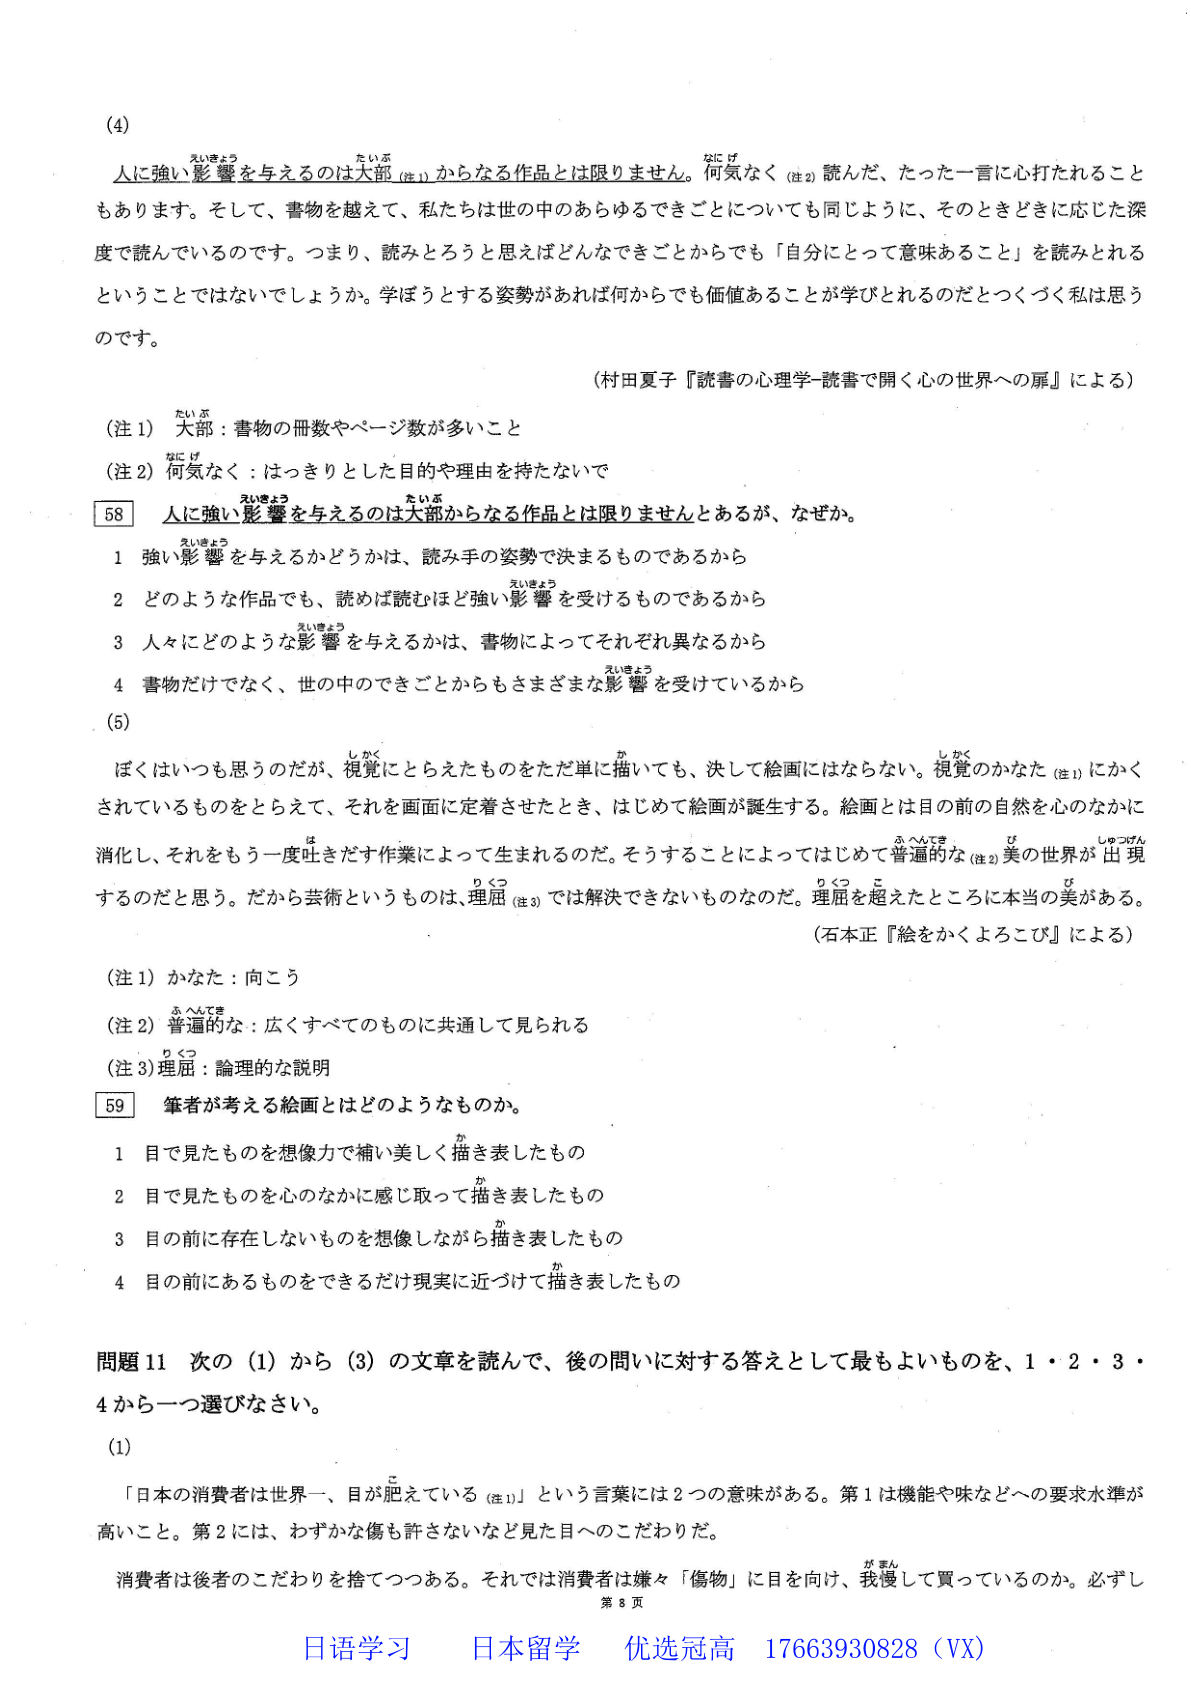 (4)
人に強い影響を与えるのは大部(注1)からなる作品とは限りません。何気なく(注2)読んだ、たった一言に心打たれること
もあります。そして、書物を越えて、私たちは世の中のあらゆるできごとについても同じように、そのときどきに応じた深
度で読んでいるのです。つまり、読みとろうと思えばどんなできごとからでも「自分にとって意味あること」を読みとれる
ということではないでしょうか。学ぼうとする姿勢があれば何からでも価値あることが学びとれるのだとつくづく私は思う
のです。
(村田夏子『読書の心理学−読書で開く心の世界への扉』による)
(注1) 大部:書物の冊数やページ数が多いこと
(注2) 何気なく:はっきりとした目的や理由を持たないで
58 人に強い影響を与えるのは大部からなる作品とは限りませんとあるが、なぜか。
1 強い影響を与えるかどうかは、読み手の姿勢で決まるものであるから
2 どのような作品でも、読めば読むほど強い影響を受けるものであるから
3 人々にどのような影響を与えるかは、書物によってそれぞれ異なるから
4 書物だけでなく、世の中のできごとからもさまざまな影響を受けているから
(5)
ぼくはいつも思うのだが、視覚にとらえたものをただ単に描いても、決して絵画にはならない。視覚のかなた(注1)にかく
されているものをとらえて、それを画面に定着させたとき、はじめて絵画が誕生する。絵画とは目の前の自然を心のなかに
消化し、それをもう一度吐きだす作業によって生まれるのだ。そうすることによってはじめて普遍的な(注2)美の世界が出現
するのだと思う。だから芸術というものは、理屈(注3)では解決できないものなのだ。理屈を超えたところに本当の美がある。
(石本正『絵をかくよろこび』による)
(注1) かなた:向こう
(注2) 普遍的な:広くすべてのものに共通して見られる
(注3)理屈:論理的な説明
59 筆者が考える絵画とはどのようなものか。
1 目で見たものを想像力で補い美しく描き表したもの
2 目で見たものを心のなかに感じ取って描き表したもの
3 目の前に存在しないものを想像しながら描き表したもの
4 目の前にあるものをできるだけ現実に近づけて描き表したもの
問題11 次の(1)から(3)の文章を読んで、後の問いに対する答えとして最もよいものを、1・2・3・
4から一つ選びなさい。
(1)
「日本の消費者は世界一、目が肥えている(注1)」という言葉には2つの意味がある。第1は機能や味などへの要求水準が
高いこと。第2には、わずかな傷も許さないなど見た目へのこだわりだ。
消費者は後者のこだわりを捨てつつある。それでは消費者は嫌々「傷物」に目を向け、我慢して買っているのか。必ずし
第 8 页
日语学习 日本留学 优选冠高 17663930828(VX)